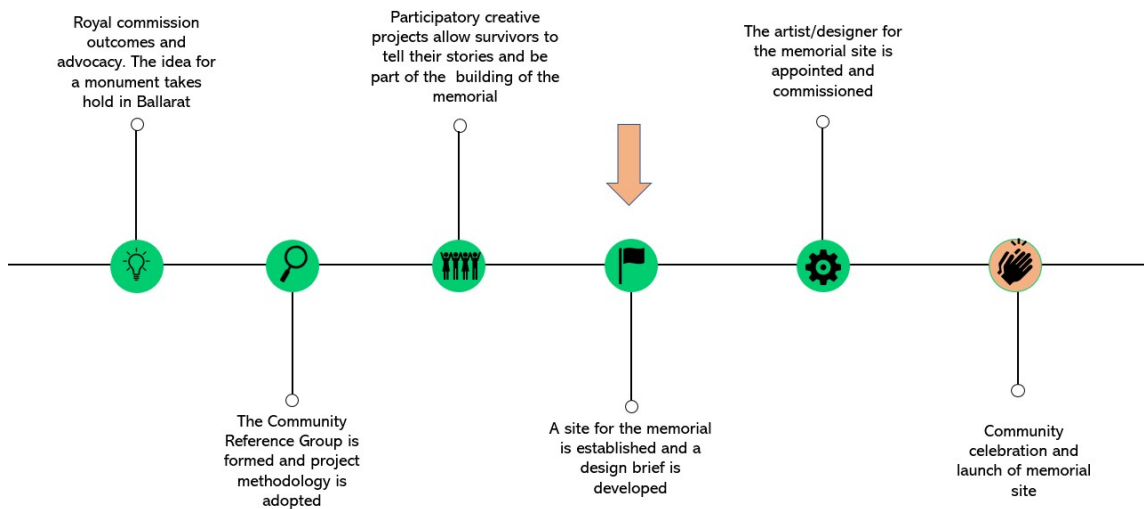 Royal commission
outcomes and
advocacy. The idea for
a monument takes
hold in Ballarat
The Community
Reference Group is
formed and project
methodology is
adopted
Participatory creative
projects allow survivors to
tell their stories and be
part of the building of the
memorial
A site for the memorial
is established and a
design brief is
developed
The artist/designer for
the memorial site is
appointed and
commissioned
Community
celebration and
launch of memorial
site